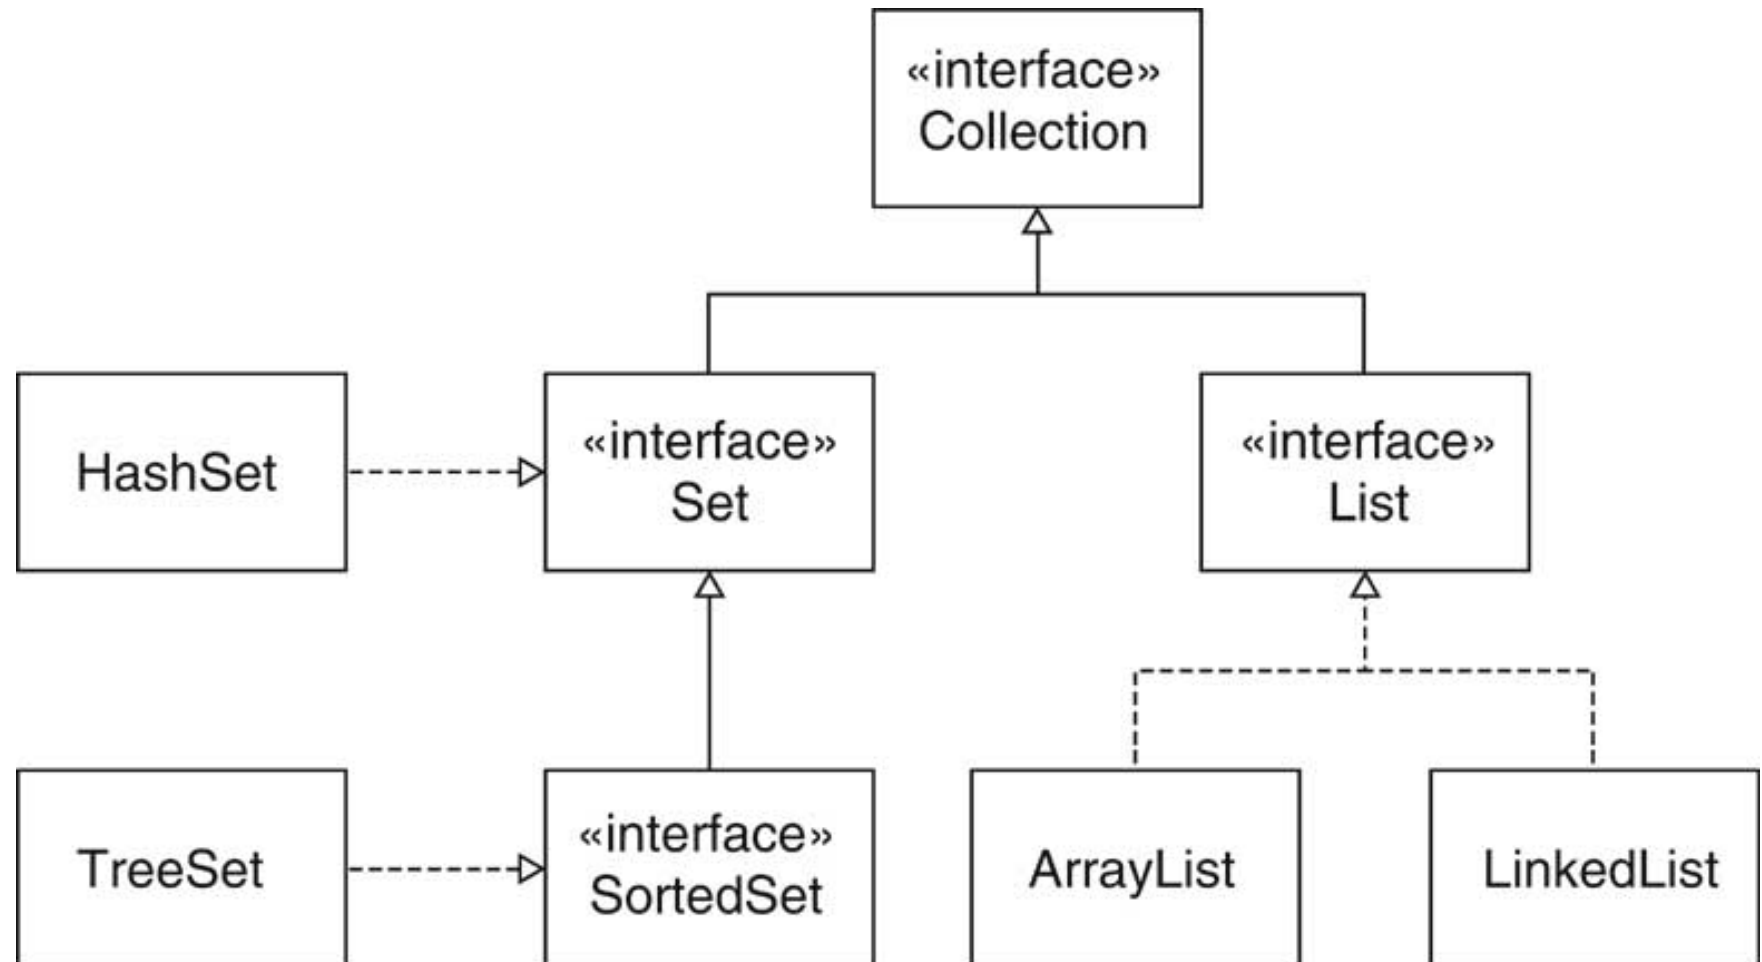 «interface»
Collection
HashSet
«interface»
Set
«interface»
List
TreeSet
«interface»
SortedSet
ArrayList
LinkedList